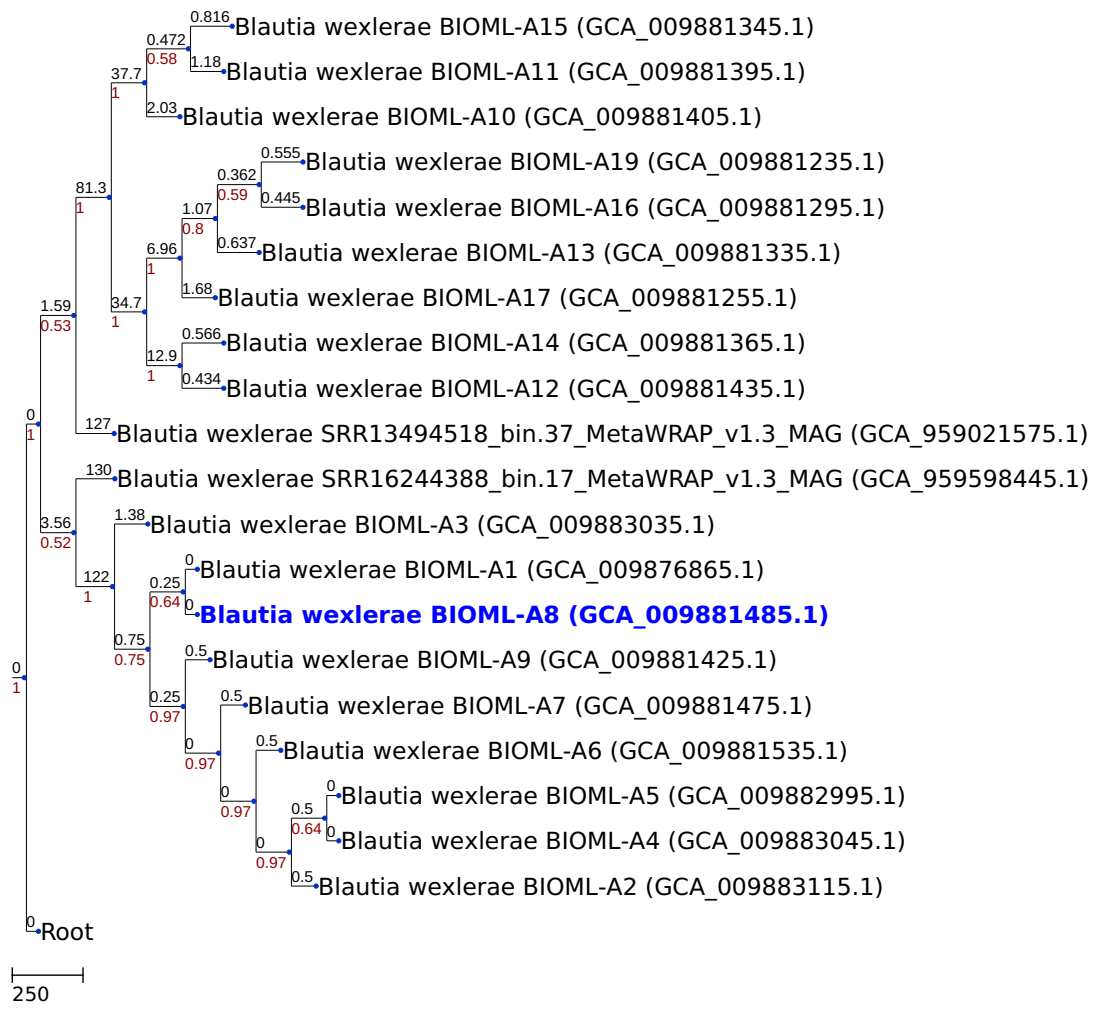 0.816 Blautia wexlerae BIOML-A15 (GCA_009881345.1)
0.472
0.58
1.18 Blautia wexlerae BIOML-A11 (GCA_009881395.1)
37.7
1
2.03 Blautia wexlerae BIOML-A10 (GCA_009881405.1)
0.555 Blautia wexlerae BIOML-A19 (GCA_009881235.1)
0.362
0.59
81.3
1
0.445 Blautia wexlerae BIOML-A16 (GCA_009881295.1)
1.07
0.8
0.637 Blautia wexlerae BIOML-A13 (GCA_009881335.1)
6.96
1
1.68 Blautia wexlerae BIOML-A17 (GCA_009881255.1)
34.7
1
1.59
0.53
0.566 Blautia wexlerae BIOML-A14 (GCA_009881365.1)
12.9
1
0.434 Blautia wexlerae BIOML-A12 (GCA_009881435.1)
0
1
127 Blautia wexlerae SRR13494518_bin.37_MetaWRAP_v1.3_MAG (GCA_959021575.1)
130 Blautia wexlerae SRR16244388_bin.17_MetaWRAP_v1.3_MAG (GCA_959598445.1)
3.56
0.52
1.38 Blautia wexlerae BIOML-A3 (GCA_009883035.1)
0 Blautia wexlerae BIOML-A1 (GCA_009876865.1)
122
1
0.25
0.64
0 Blautia wexlerae BIOML-A8 (GCA_009881485.1)
0.75
0.75
0.5 Blautia wexlerae BIOML-A9 (GCA_009881425.1)
0
1
0.25
0.97
0.5 Blautia wexlerae BIOML-A7 (GCA_009881475.1)
0
0.97
0.5 Blautia wexlerae BIOML-A6 (GCA_009881535.1)
0
0.97
0 Blautia wexlerae BIOML-A5 (GCA_009882995.1)
0.5
0.64
0 Blautia wexlerae BIOML-A4 (GCA_009883045.1)
0
0.97
0.5 Blautia wexlerae BIOML-A2 (GCA_009883115.1)
0 Root
250